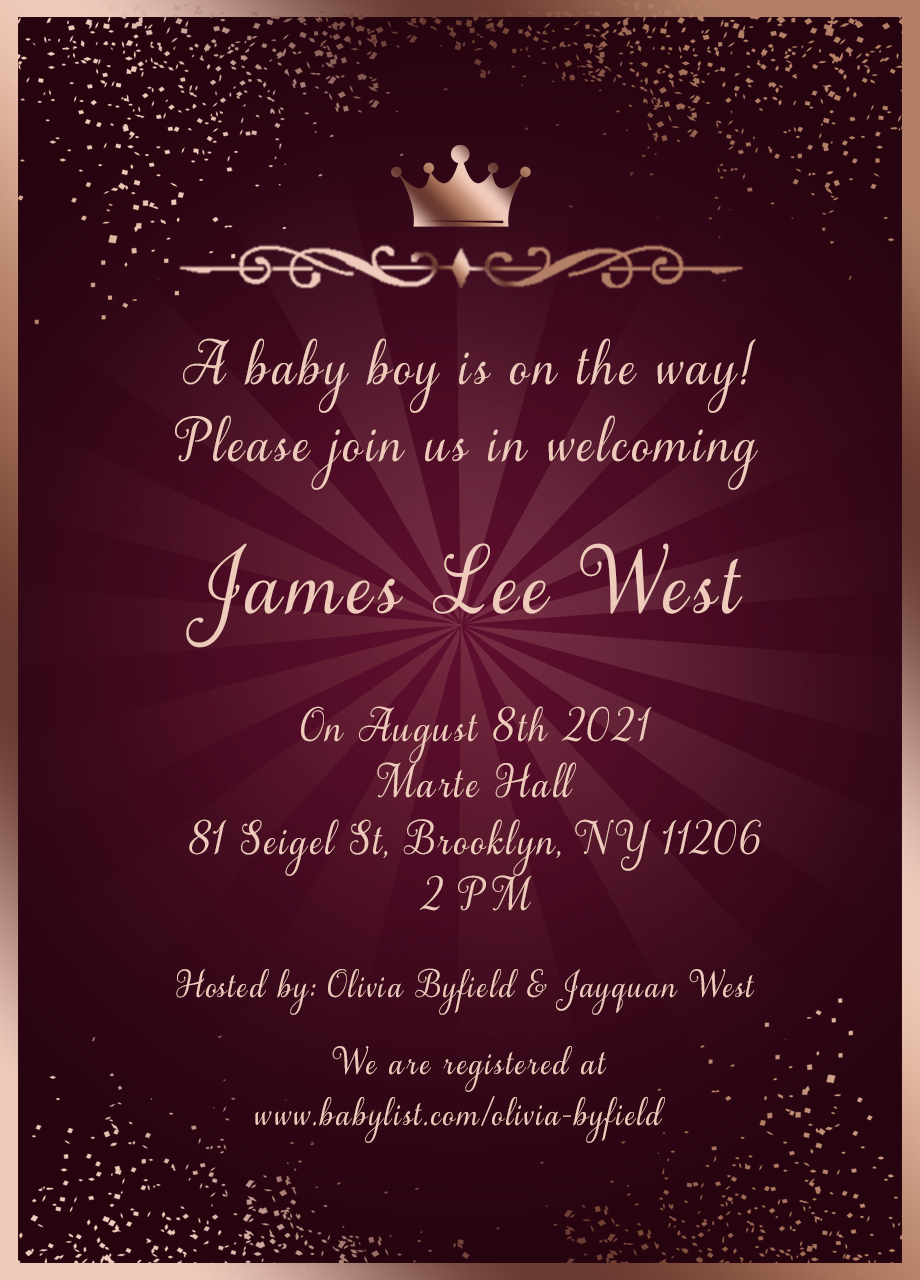 A baby boy is on the way!
Please join us in welcoming
James Lee West
On August 8th 2021
Marte Hall
81 Seigel St, Brooklyn, NY 11206
2 PM
Hosted by: Olivia Byfield & Jayquan West
We are registered at
www.babylist.com/olivia-byfield